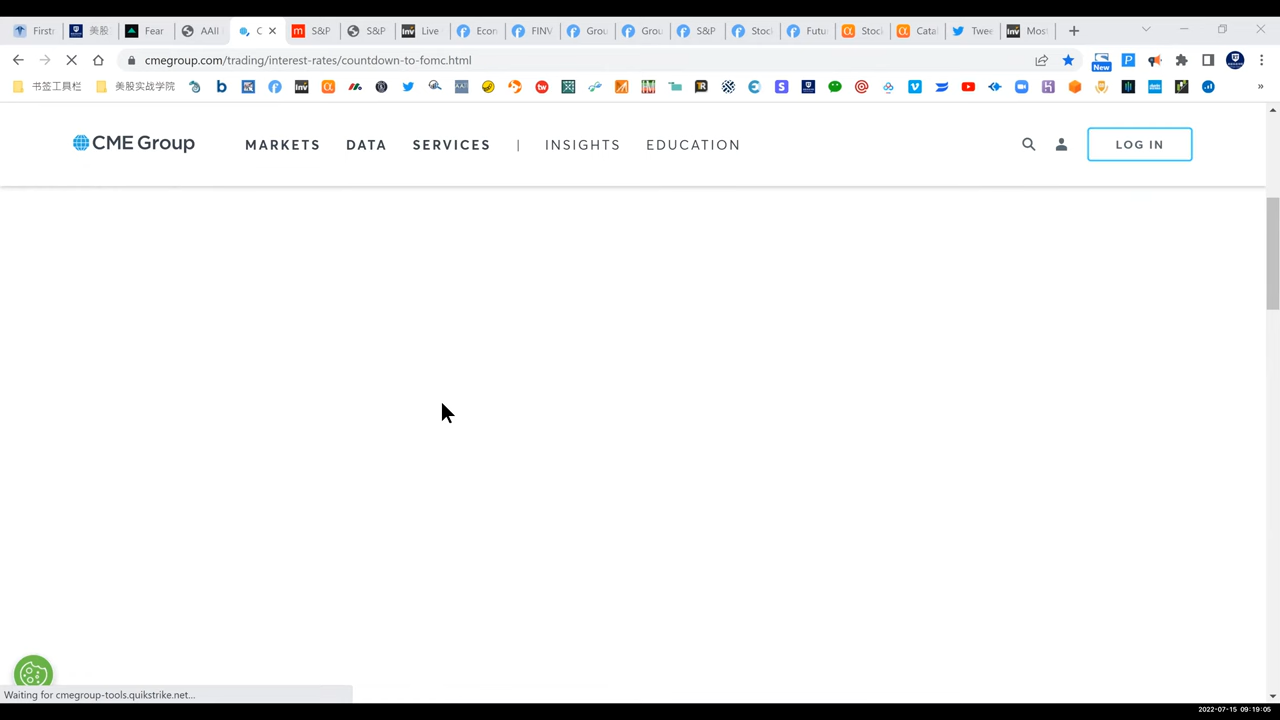 First
美股
Fear
AAII
C
S&P
S&P
Live
Econ
FINV
Grou
Grou
S&P
Stoc
Futu
Stoc
Cata
Twee
Mos
cmegroup.com/trading/interest-rates/countdown-to-fomc.html
New
书签工具栏
美股实战学院
CME Group
MARKETS DATA SERVICES | INSIGHTS EDUCATION
LOG IN
Waiting for cmegroup-tools.quikstrike.net...
2022-07-15 09:19:05